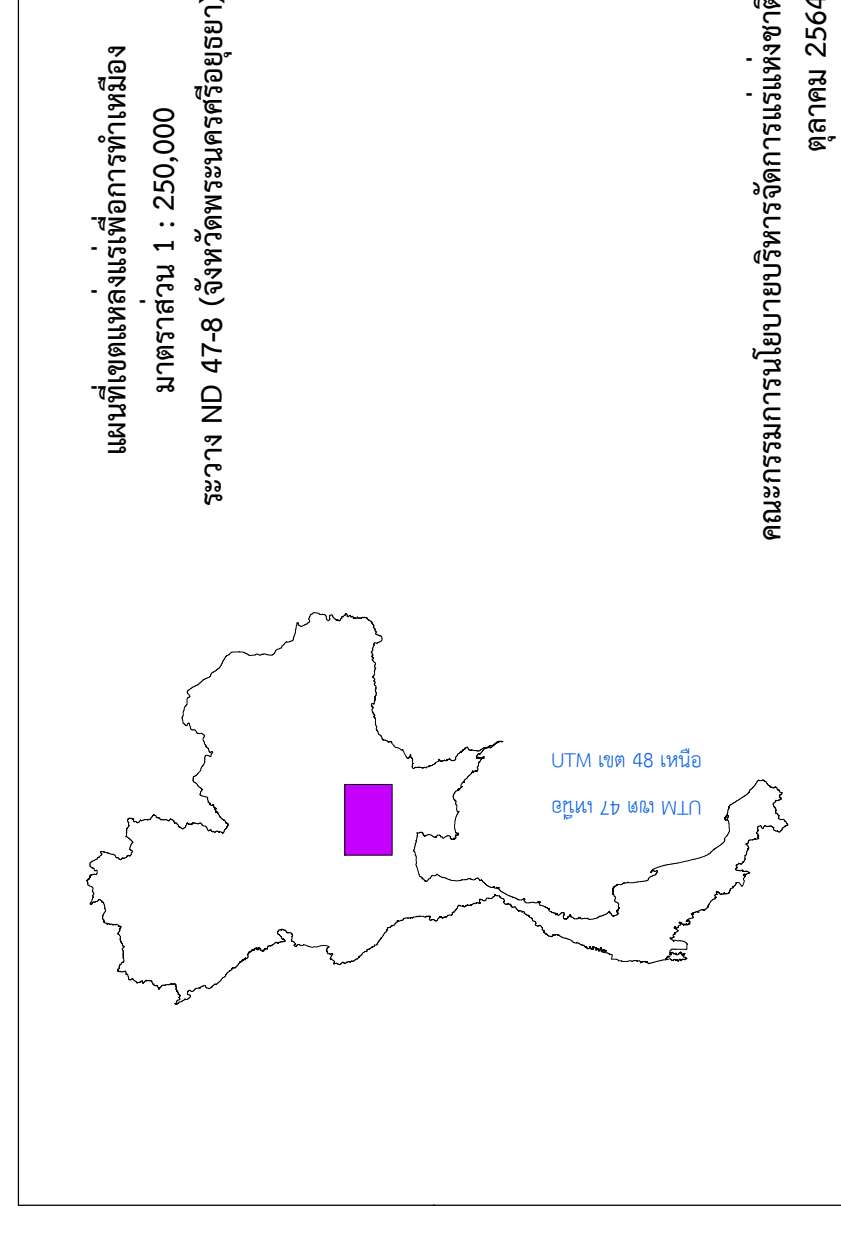 แผนที่เขตแหล่งแร่เพื่อการทำเหมือง
มาตราส่วน 1 : 250,000
ระวาง ND 47-8 (จังหวัดพระนครศรีอยุธยา)
คณะกรรมการนโยบายบริหารจัดการแร่แห่งชาติ
ตุลาคม 2564
UTM เขต 48 เหนือ
UTM เขต 47 เหนือ